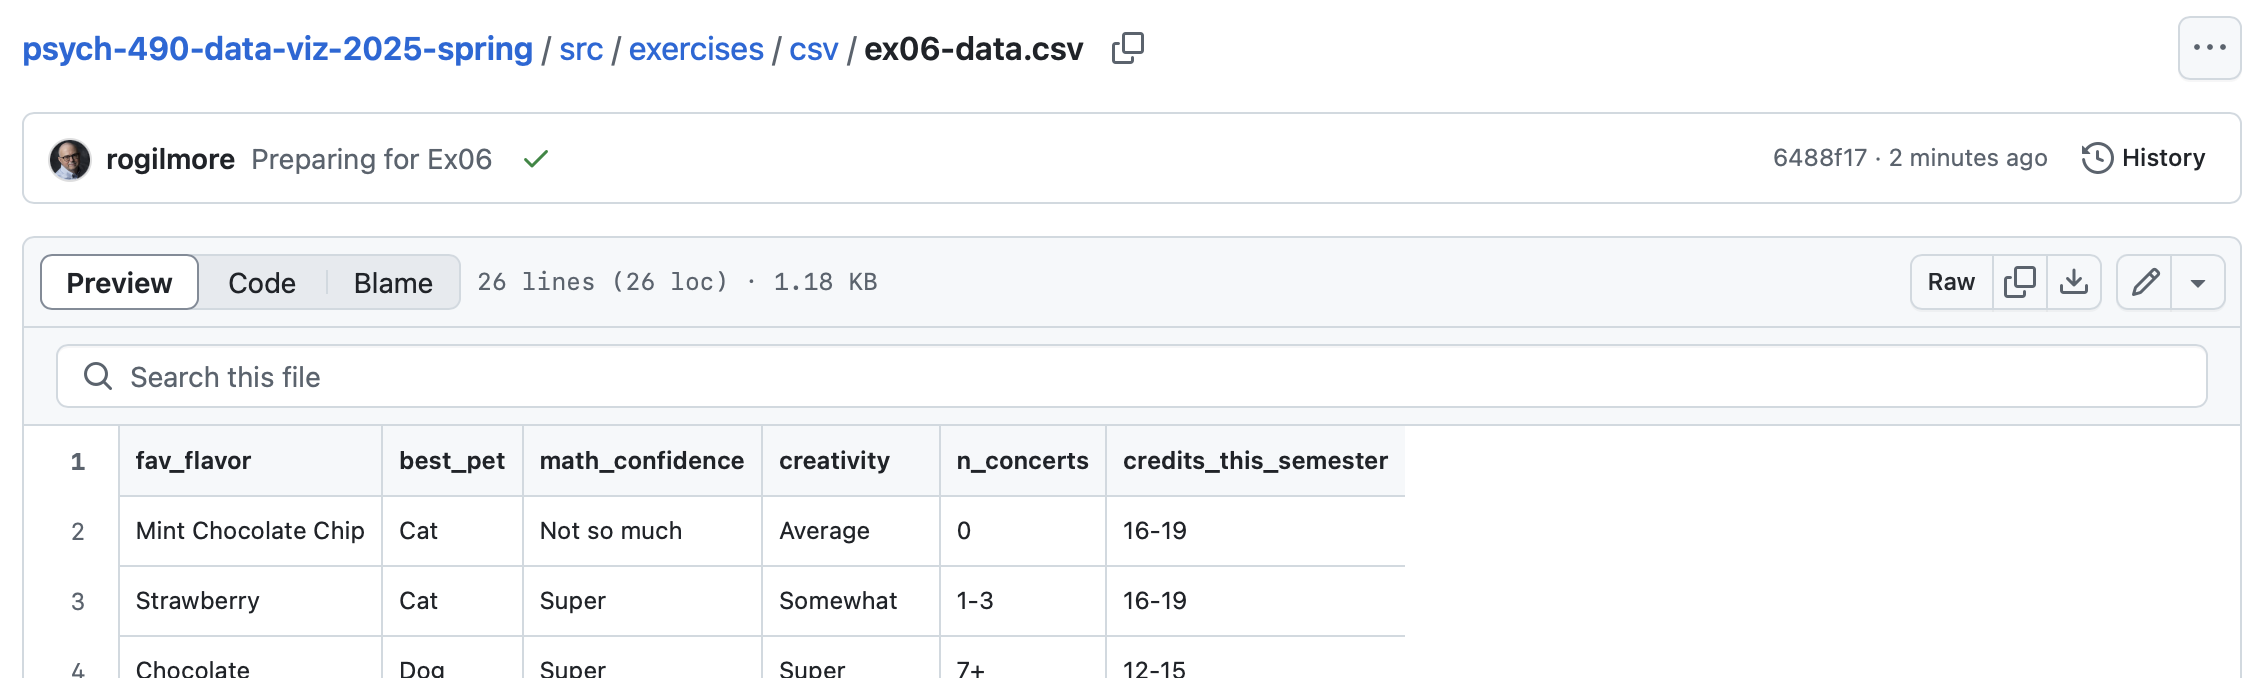 psych-490-data-viz-2025-spring / src / exercises / csv / ex06-data.csv
rogilmore Preparing for Ex06 6488f17 · 2 minutes ago History
Preview Code Blame 26 lines (26 loc) · 1.18 KB Raw
Search this file
1 fav_flavor best_pet math_confidence creativity n_concerts credits_this_semester
2 Mint Chocolate Chip Cat Not so much Average 0 16-19
3 Strawberry Cat Super Somewhat 1-3 16-19
4 Chocolate Dog Super Super 7+ 12-15